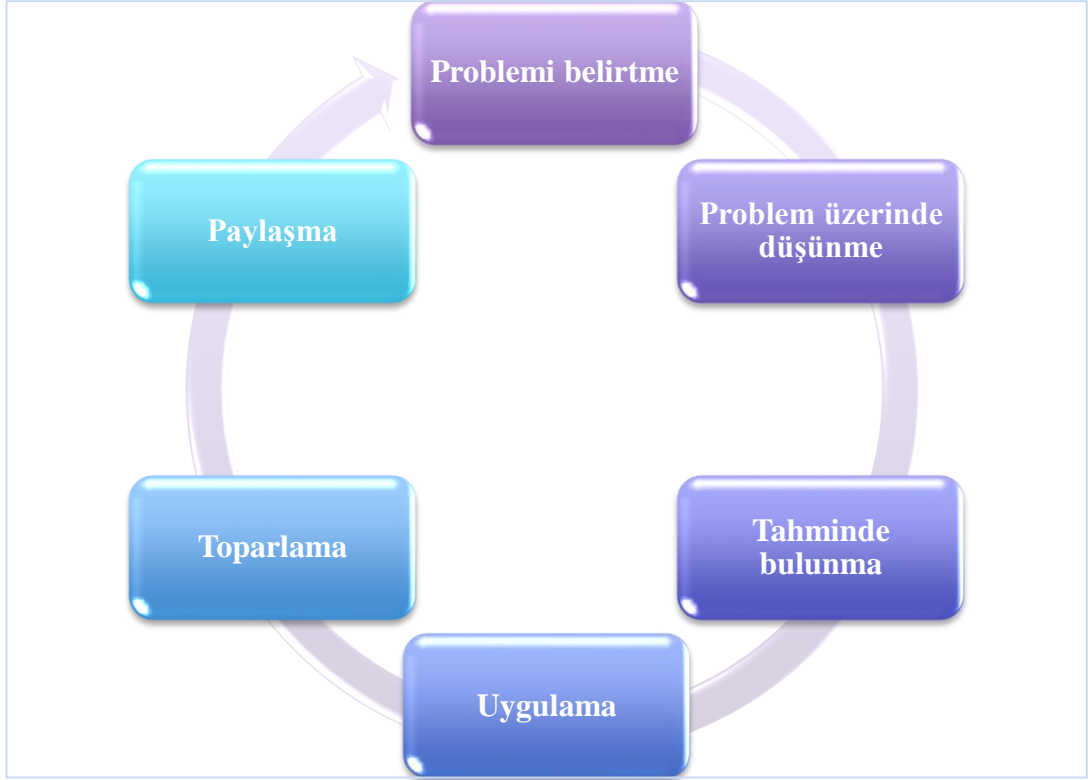 Problemi belirtme
Problem üzerinde
düşünme
Tahminde
bulunma
Uygulama
Toparlama
Paylaşma